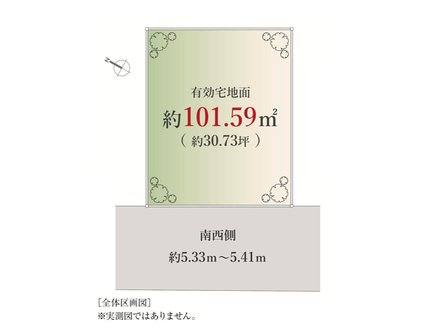 有効宅地面
約101.59㎡
（約30.73坪）
南西側
約5.33m～5.41m
［全体区画図］
※実測図ではありません。